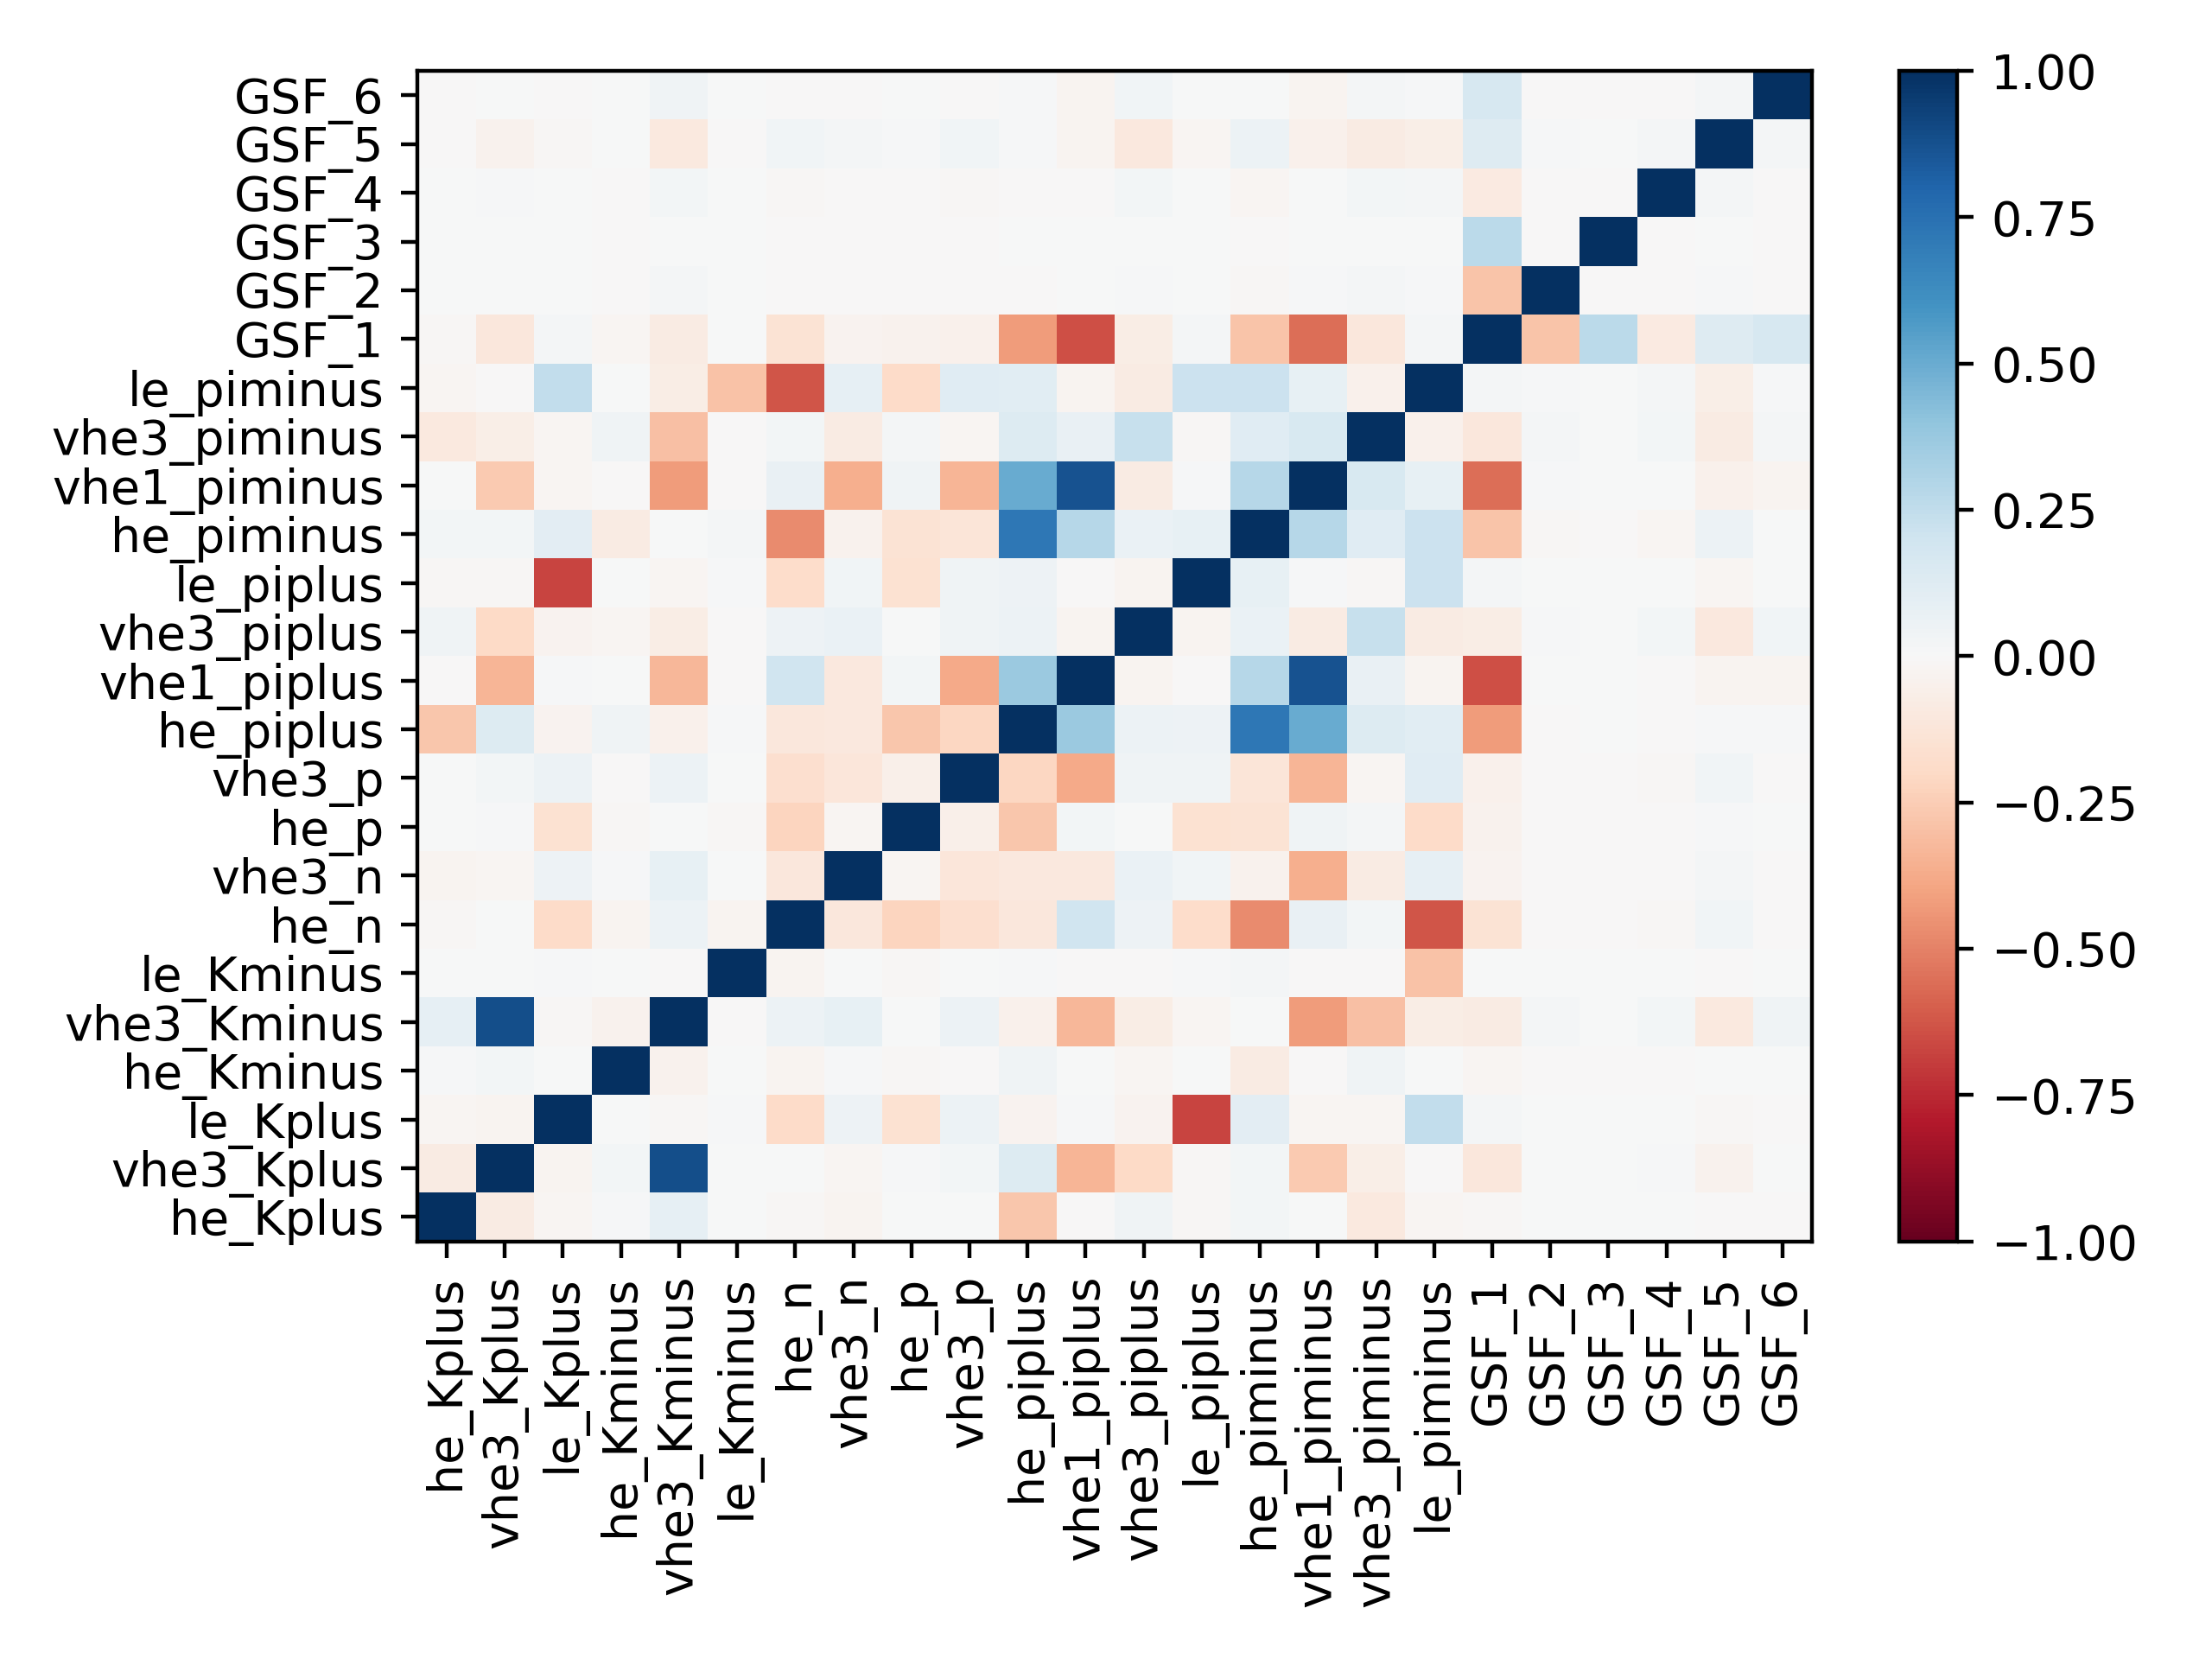 GSF_6
GSF_5
GSF_4
GSF_3
GSF_2
GSF_1
le_piminus
vhe3_piminus
vhe1_piminus
he_piminus
le_piplus
vhe3_piplus
vhe1_piplus
he_piplus
vhe3_p
he_p
vhe3_n
he_n
le_Kminus
vhe3_Kminus
he_Kminus
le_Kplus
vhe3_Kplus
he_Kplus
he_Kplus
vhe3_Kplus
le_Kplus
he_Kminus
vhe3_Kminus
le_Kminus
he_n
vhe3_n
he_p
vhe3_p
he_piplus
vhe1_piplus
vhe3_piplus
le_piplus
he_piminus
vhe1_piminus
vhe3_piminus
le_piminus
GSF_1
GSF_2
GSF_3
GSF_4
GSF_5
GSF_6
1.00
0.75
0.50
0.25
0.00
−0.25
−0.50
−0.75
−1.00